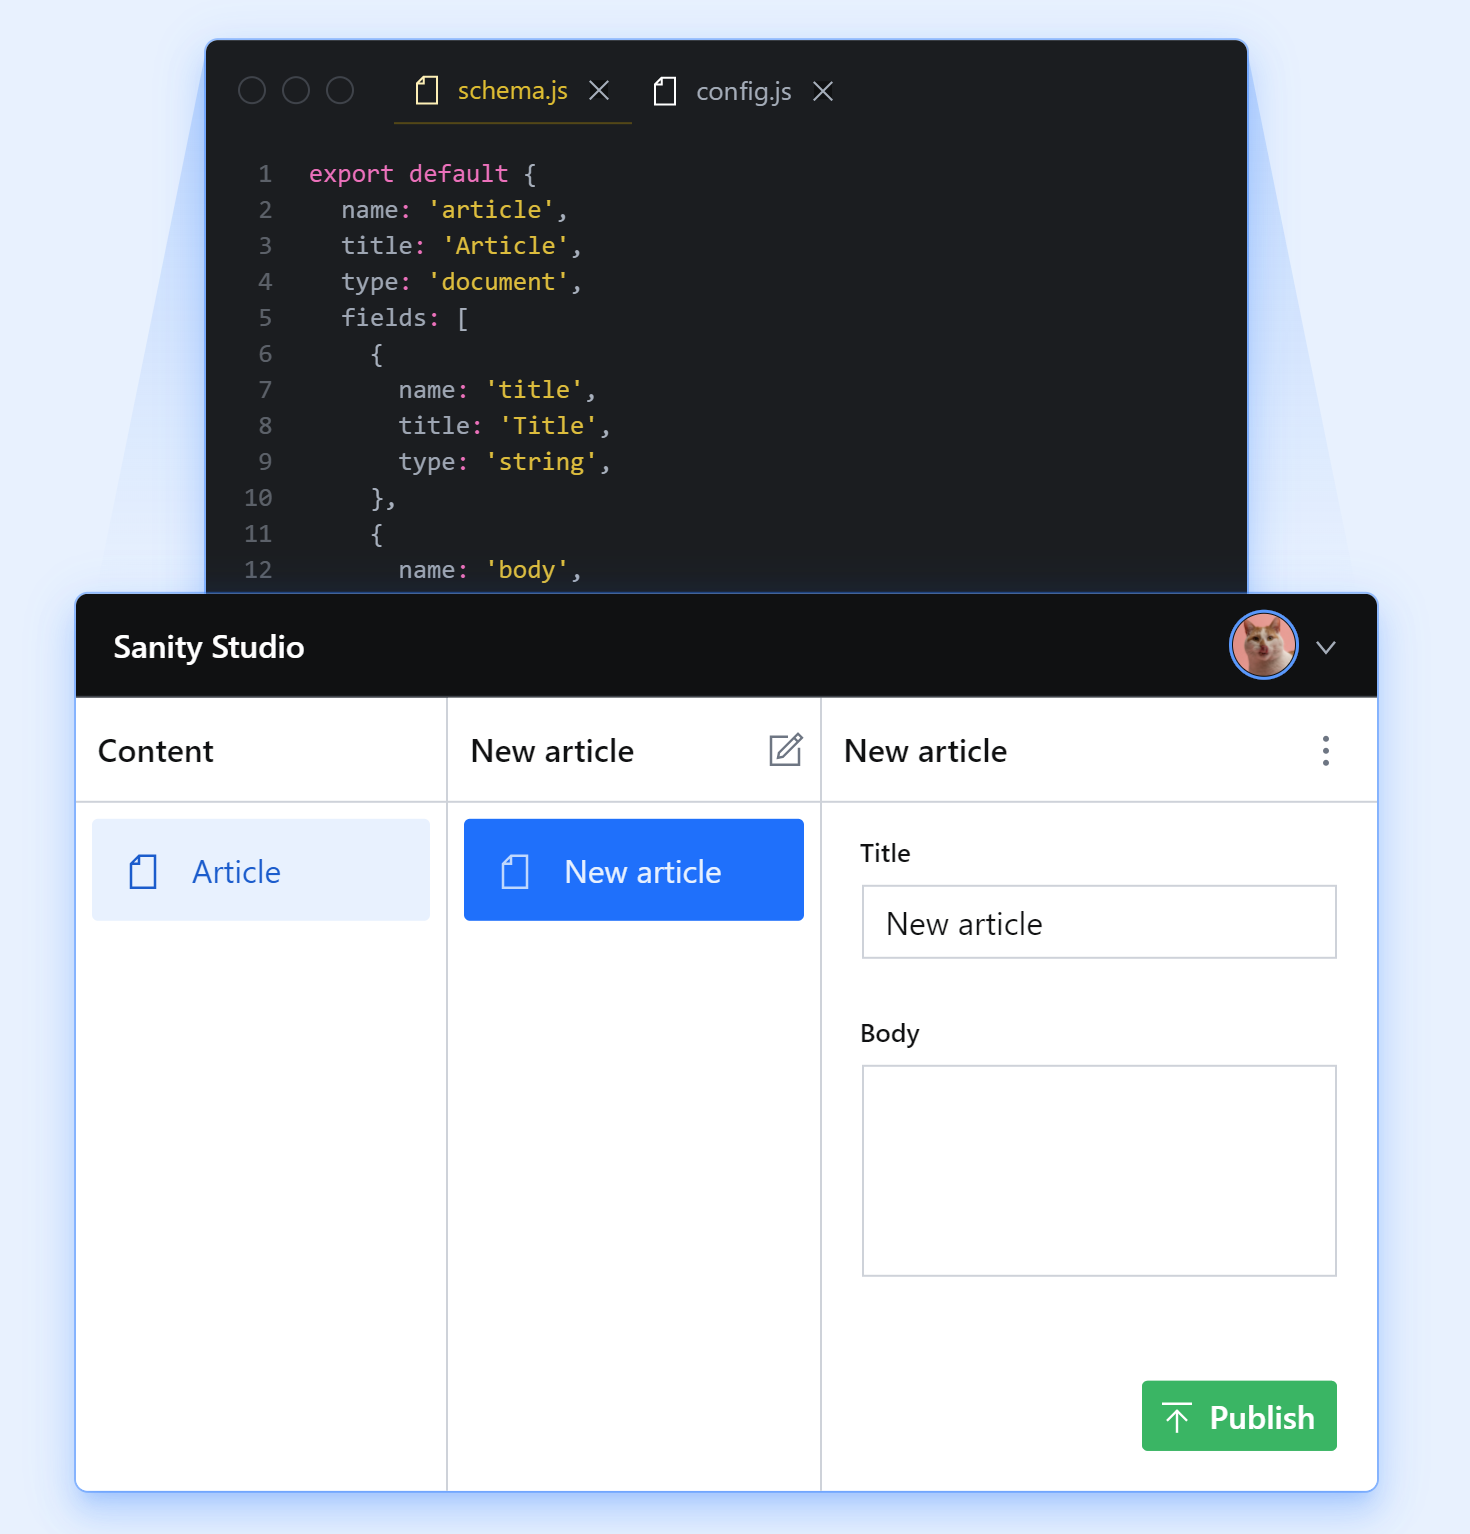 schema.js
config.js
1 export default {
2 name: 'article',
3 title: 'Article',
4 type: 'document',
5 fields: [
6 {
7 name: 'title',
8 title: 'Title',
9 type: 'string',
10 },
11 {
12 name: 'body',
Sanity Studio
Content
New article
New article
Article
New article
Title
New article
Body
Publish